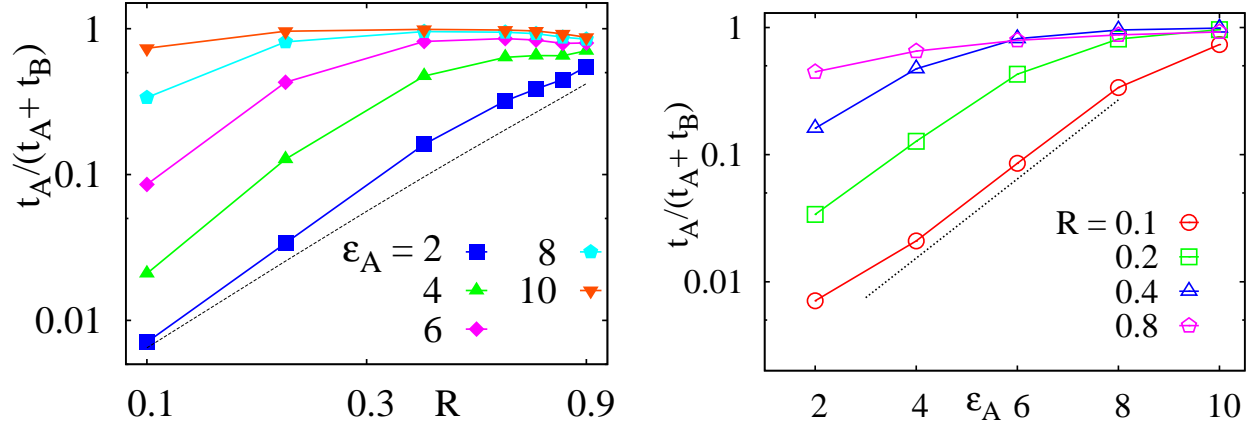 t_A/(t_A + t_B)
1
0.1
0.01
ε_A = 2
4
6
8
10
0.1 0.3 R 0.9
t_A/(t_A + t_B)
1
0.1
0.01
R = 0.1
0.2
0.4
0.8
2 4 ε_A 6 8 10